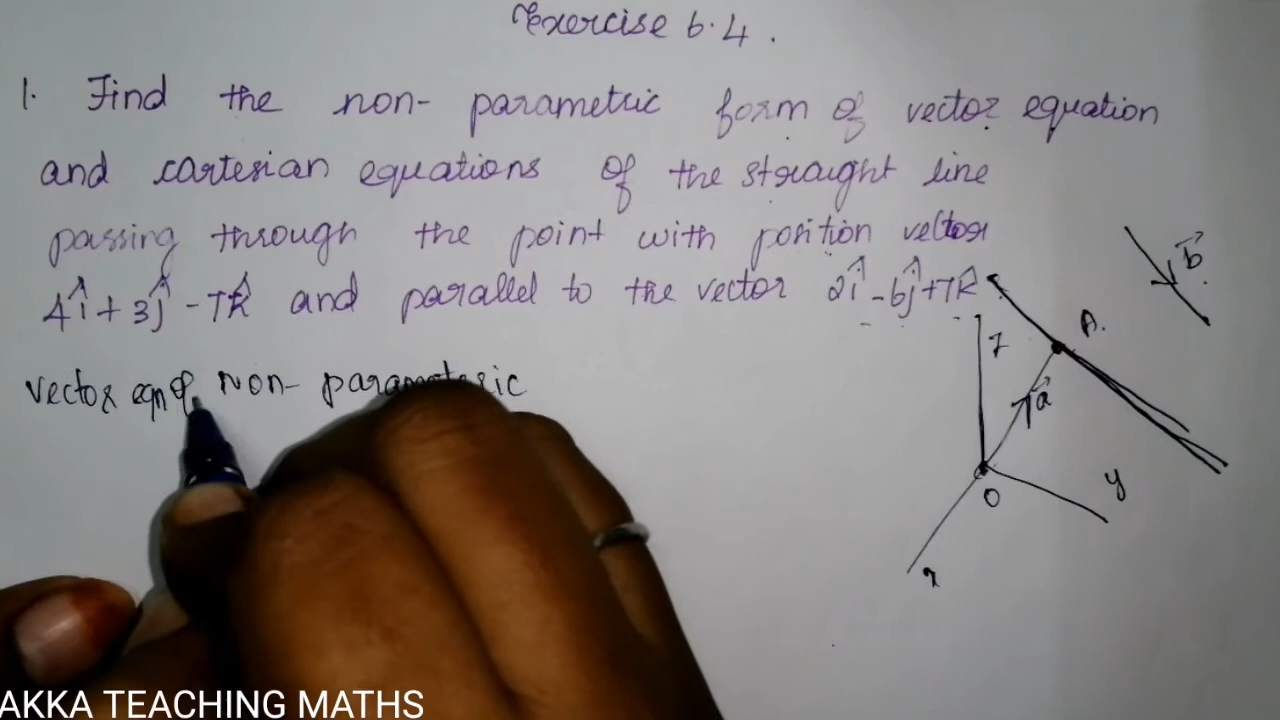 Exercise 6.4.
1. Find the non-parametric form of vector equation
and cartesian equations of the straight line
passing through the point with position vector
4î + 3ĵ - 7k̂ and parallel to the vector 2î - 6ĵ + 7k̂.
vector eqn of non-parametric
b⃗
A.
z
a⃗
O
y
x
AKKA TEACHING MATHS